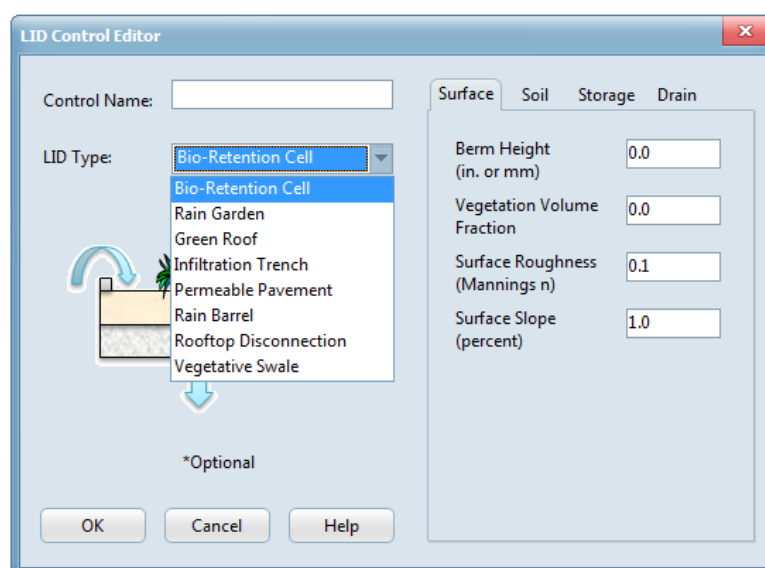 LID Control Editor
Control Name:
LID Type:
Bio-Retention Cell
Bio-Retention Cell
Rain Garden
Green Roof
Infiltration Trench
Permeable Pavement
Rain Barrel
Rooftop Disconnection
Vegetative Swale
*Optional
OK Cancel Help
Surface Soil Storage Drain
Berm Height
(in. or mm)
0.0
Vegetation Volume
Fraction
0.0
Surface Roughness
(Mannings n)
0.1
Surface Slope
(percent)
1.0